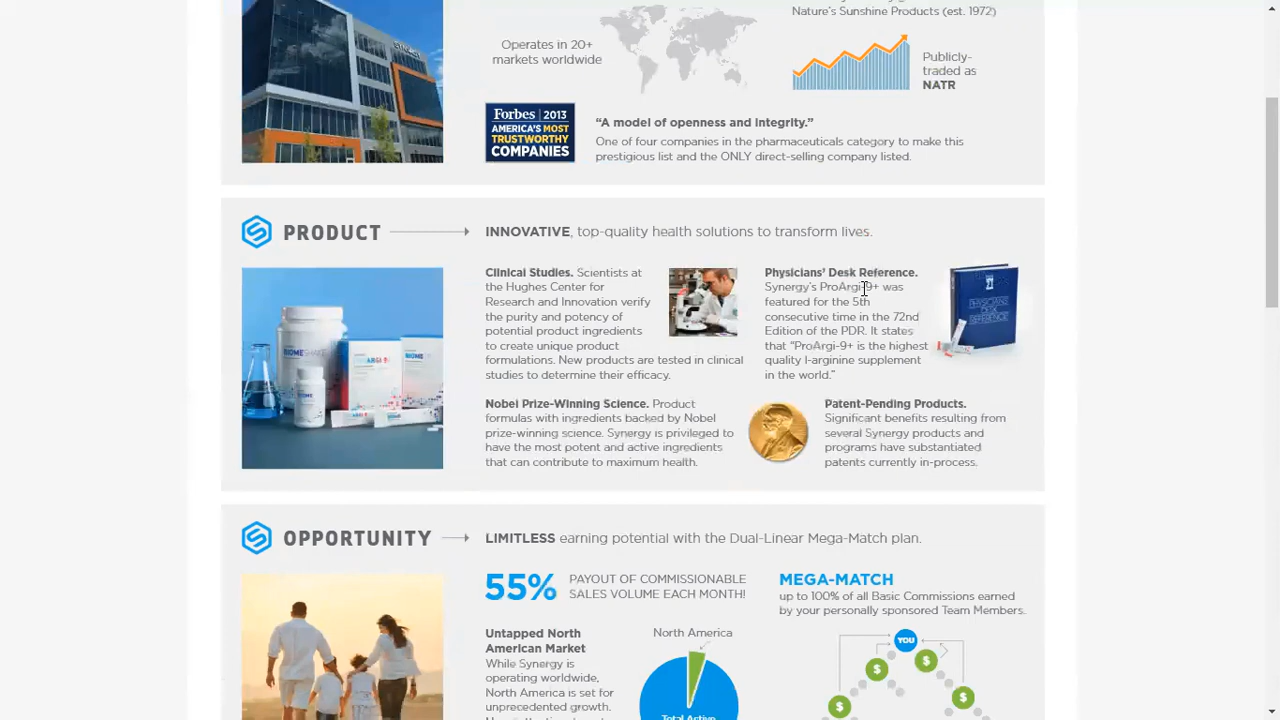 Nature's Sunshine Products (est. 1972)
Operates in 20+
markets worldwide
Publicly-
traded as
NATR
Forbes | 2013
AMERICA'S MOST
TRUSTWORTHY
COMPANIES
“A model of openness and integrity.”
One of four companies in the pharmaceuticals category to make this
prestigious list and the ONLY direct-selling company listed.
PRODUCT
INNOVATIVE, top-quality health solutions to transform lives.
Clinical Studies. Scientists at
the Hughes Center for
Research and Innovation verify
the purity and potency of
potential product ingredients
to create unique product
formulations. New products are tested in clinical
studies to determine their efficacy.
Physicians' Desk Reference.
Synergy's ProArgi-9+ was
featured for the 5th
consecutive time in the 72nd
Edition of the PDR. It states
that “ProArgi-9+ is the highest
quality l-arginine supplement
in the world.”
PHYSICIANS'
DESK
REFERENCE
BIOMESHAKE
Nobel Prize-Winning Science. Product
formulas with ingredients backed by Nobel
prize-winning science. Synergy is privileged to
have the most potent and active ingredients
that can contribute to maximum health.
Patent-Pending Products.
Significant benefits resulting from
several Synergy products and
programs have substantiated
patents currently in-process.
OPPORTUNITY
LIMITLESS earning potential with the Dual-Linear Mega-Match plan.
55%
PAYOUT OF COMMISSIONABLE
SALES VOLUME EACH MONTH!
MEGA-MATCH
up to 100% of all Basic Commissions earned
by your personally sponsored Team Members.
Untapped North
American Market
While Synergy is
operating worldwide,
North America is set for
unprecedented growth.
North America
Total Active
YOU
$
$
$
$